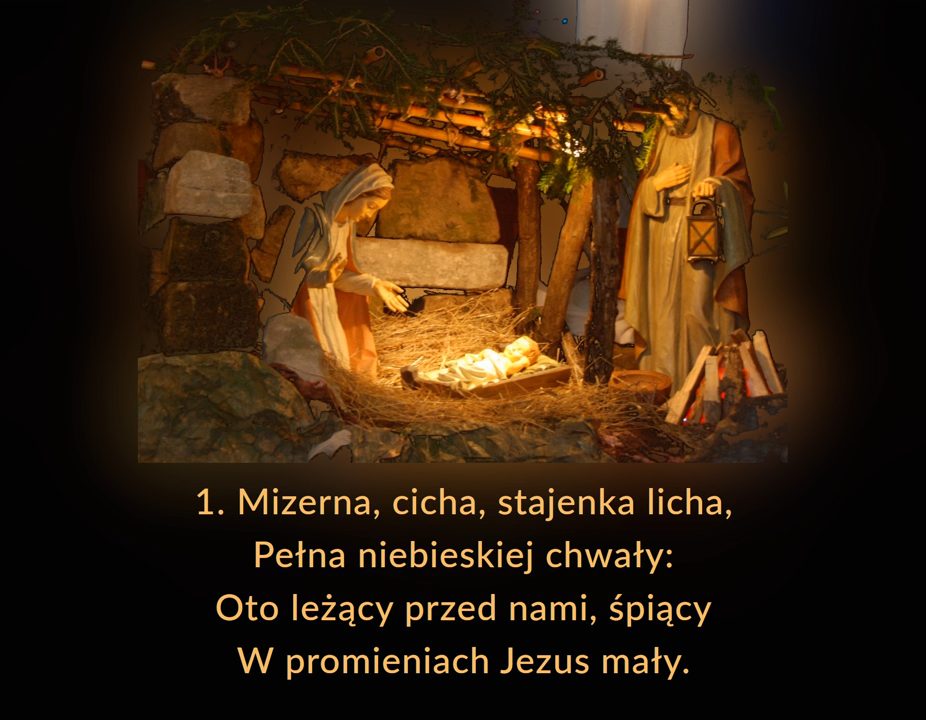 1. Mizerna, cicha, stajenka licha,
Pełna niebieskiej chwały:
Oto leżący przed nami, śpiący
W promieniach Jezus mały.